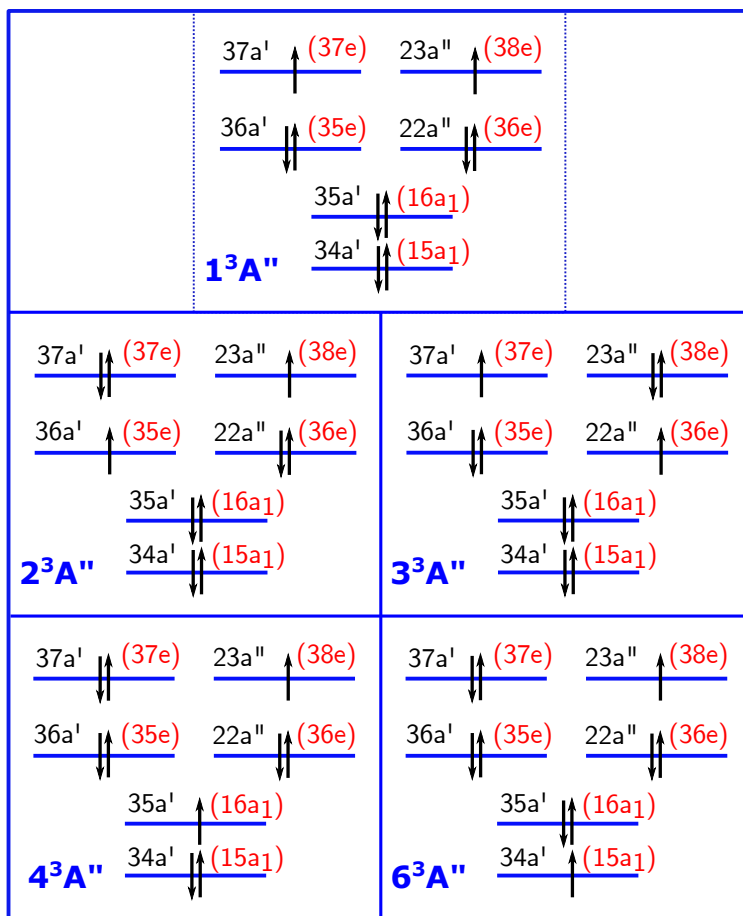 37a' (37e) 23a" (38e)
36a' (35e) 22a" (36e)
35a' (16a₁)
34a' (15a₁)
1³A"
37a' (37e) 23a" (38e)
36a' (35e) 22a" (36e)
35a' (16a₁)
34a' (15a₁)
2³A"
37a' (37e) 23a" (38e)
36a' (35e) 22a" (36e)
35a' (16a₁)
34a' (15a₁)
3³A"
37a' (37e) 23a" (38e)
36a' (35e) 22a" (36e)
35a' (16a₁)
34a' (15a₁)
4³A"
37a' (37e) 23a" (38e)
36a' (35e) 22a" (36e)
35a' (16a₁)
34a' (15a₁)
6³A"